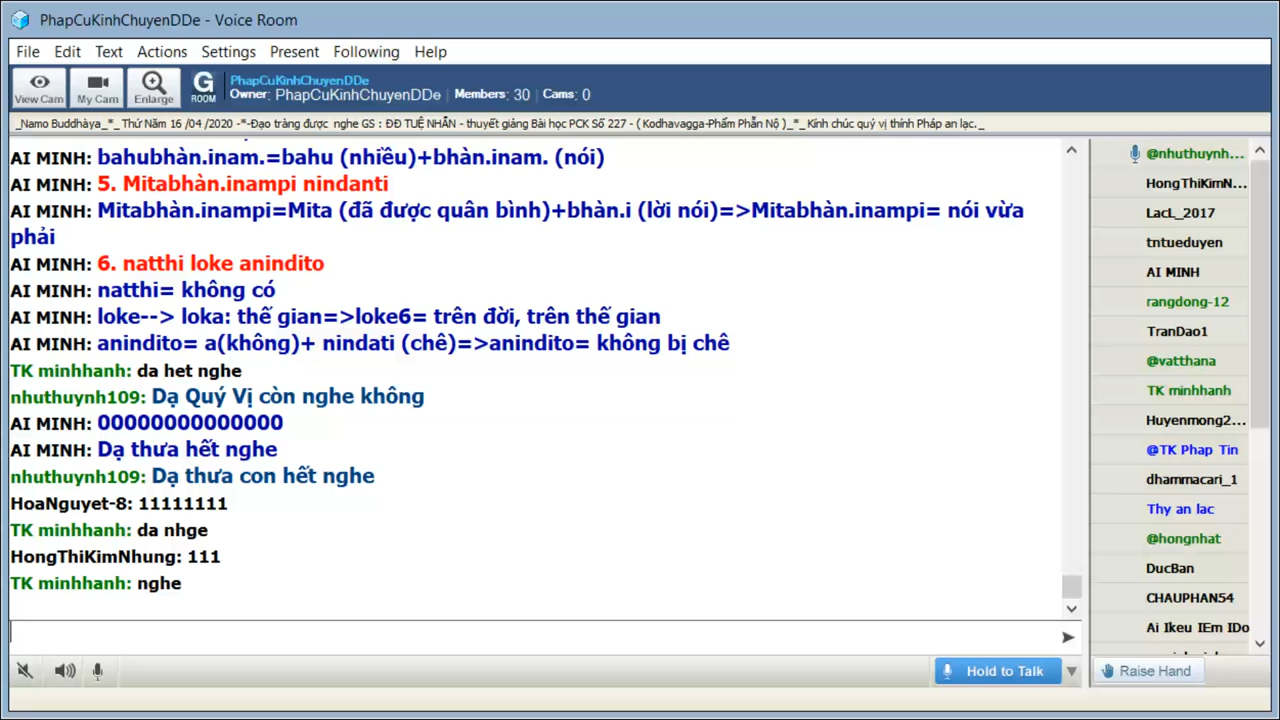 PhapCuKinhChuyenDDe - Voice Room
File Edit Text Actions Settings Present Following Help
View Cam My Cam Enlarge G ROOM
PhapCuKinhChuyenDDe
Owner: PhapCuKinhChuyenDDe Members: 30 Cams: 0
_Namo Buddhàya_*_ Thứ Năm 16 /04 /2020 -*-Đạo tràng được nghe GS : ĐĐ TUỆ NHẪN - thuyết giảng Bài học PCK Số 227 - ( Kodhavagga-Phẩm Phẫn Nộ )_*_ Kính chúc quý vị thính Pháp an lạc._
AI MINH: bahubhàn.inam.=bahu (nhiều)+bhàn.inam. (nói)
AI MINH: 5. Mitabhàn.inampi nindanti
AI MINH: Mitabhàn.inampi=Mita (đã được quân bình)+bhàn.i (lời nói)=>Mitabhàn.inampi= nói vừa
phải
AI MINH: 6. natthi loke anindito
AI MINH: natthi= không có
AI MINH: loke--> loka: thế gian=>loke6= trên đời, trên thế gian
AI MINH: anindito= a(không)+ nindati (chê)=>anindito= không bị chê
TK minhhanh: da het nghe
nhuthuynh109: Dạ Quý Vị còn nghe không
AI MINH: 00000000000000
AI MINH: Dạ thưa hết nghe
nhuthuynh109: Dạ thưa con hết nghe
HoaNguyet-8: 11111111
TK minhhanh: da nhge
HongThiKimNhung: 111
TK minhhanh: nghe
@nhuthuynh...
HongThiKimN...
LacL_2017
tntueduyen
AI MINH
rangdong-12
TranDao1
@vatthana
TK minhhanh
Huyenmong2...
@TK Phap Tin
dhammacari_1
Thy an lac
@hongnhat
DucBan
CHAUPHAN54
Ai Ikeu IEm IDo
Hold to Talk
Raise Hand